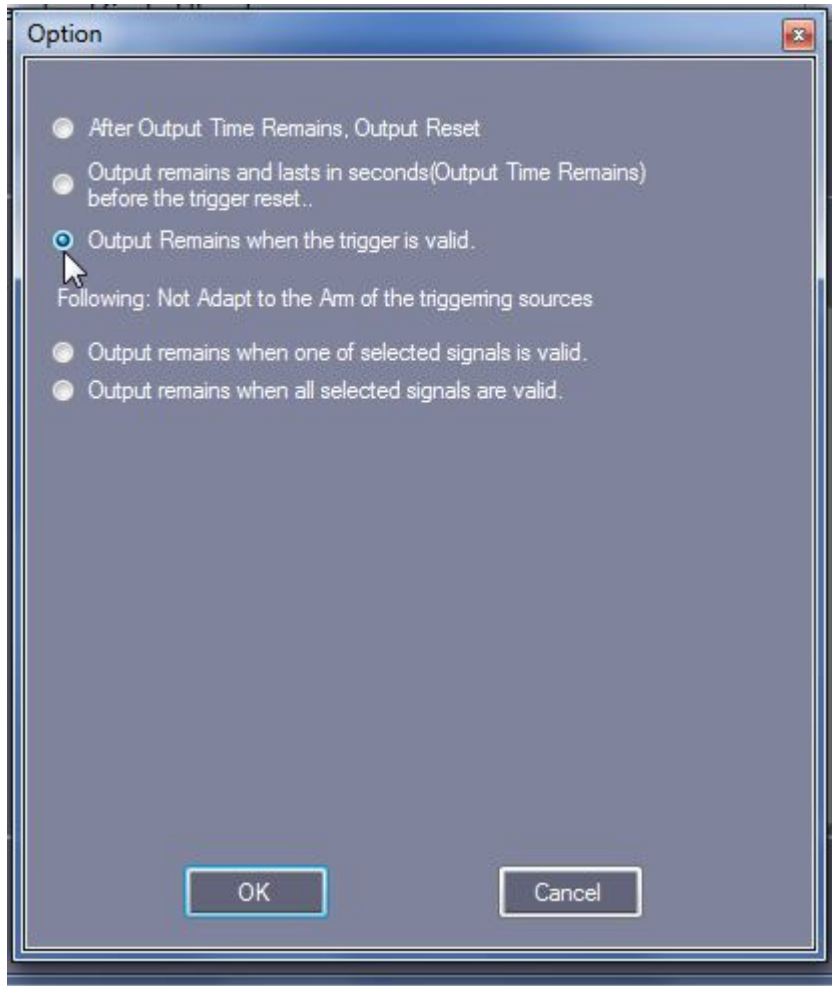 Option
After Output Time Remains, Output Reset
Output remains and lasts in seconds(Output Time Remains)
before the trigger reset..
Output Remains when the trigger is valid.
Following: Not Adapt to the Arm of the triggerring sources
Output remains when one of selected signals is valid.
Output remains when all selected signals are valid.
OK
Cancel